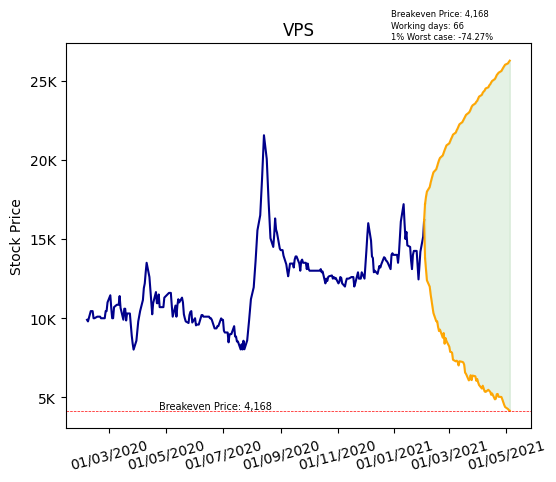 Breakeven Price: 4,168
Working days: 66
1% Worst case: -74.27%
VPS
Stock Price
25K
20K
15K
10K
5K
Breakeven Price: 4,168
01/03/2020
01/05/2020
01/07/2020
01/09/2020
01/11/2020
01/01/2021
01/03/2021
01/05/2021